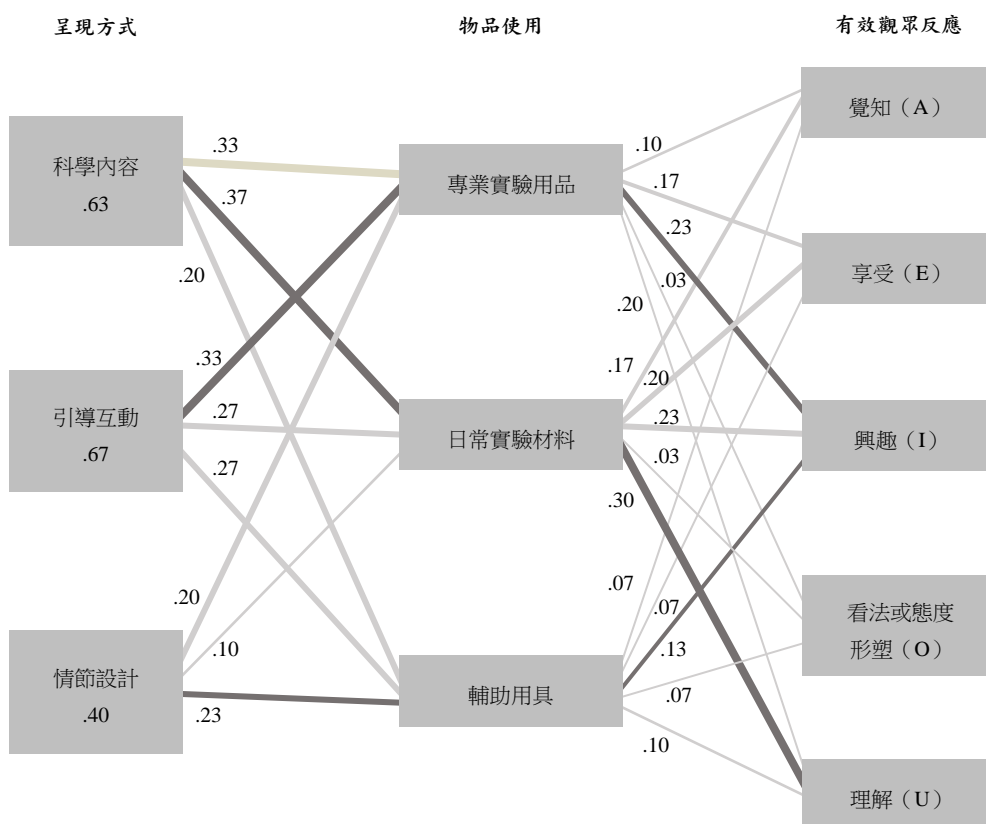 呈現方式
物品使用
有效觀眾反應
科學內容
.63
引導互動
.67
情節設計
.40
.33
.37
.20
.33
.27
.27
.20
.10
.23
專業實驗用品
日常實驗材料
輔助用具
.10
.17
.23
.03
.20
.17
.20
.23
.03
.30
.07
.07
.13
.07
.10
覺知（A）
享受（E）
興趣（I）
看法或態度
形塑（O）
理解（U）